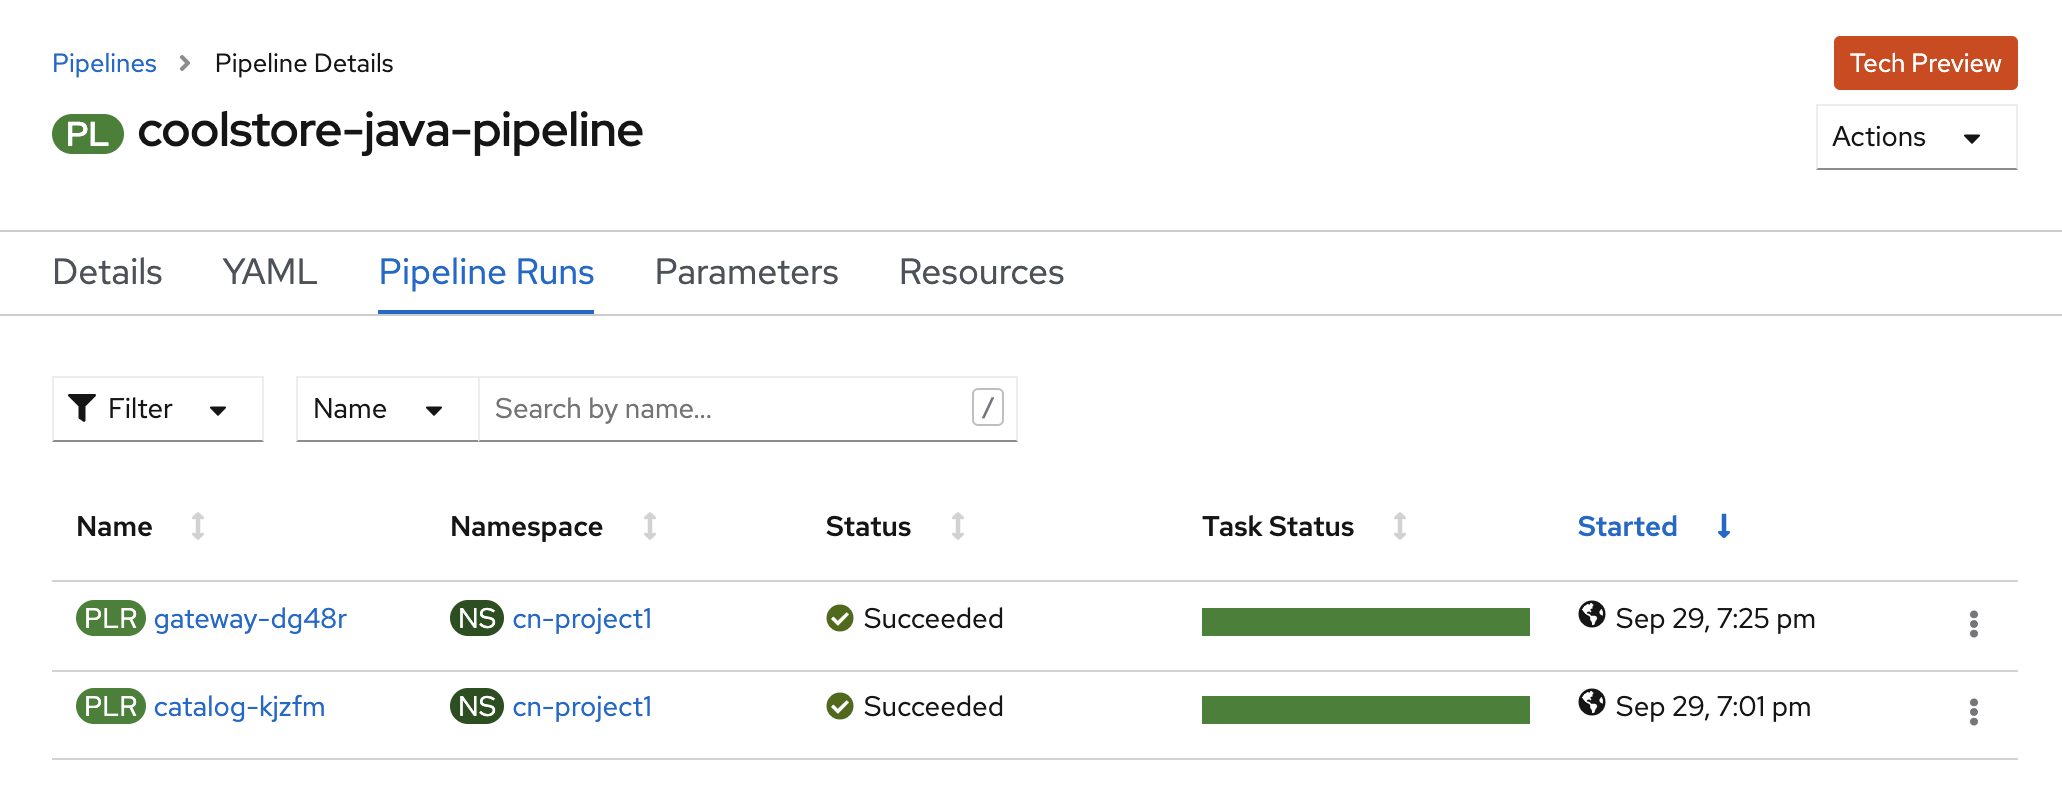 Pipelines > Pipeline Details
Tech Preview
PL coolstore-java-pipeline
Actions
Details YAML Pipeline Runs Parameters Resources
Filter Name Search by name... /
Name Namespace Status Task Status Started
PLR gateway-dg48r NS cn-project1 Succeeded Sep 29, 7:25 pm
PLR catalog-kjzfm NS cn-project1 Succeeded Sep 29, 7:01 pm